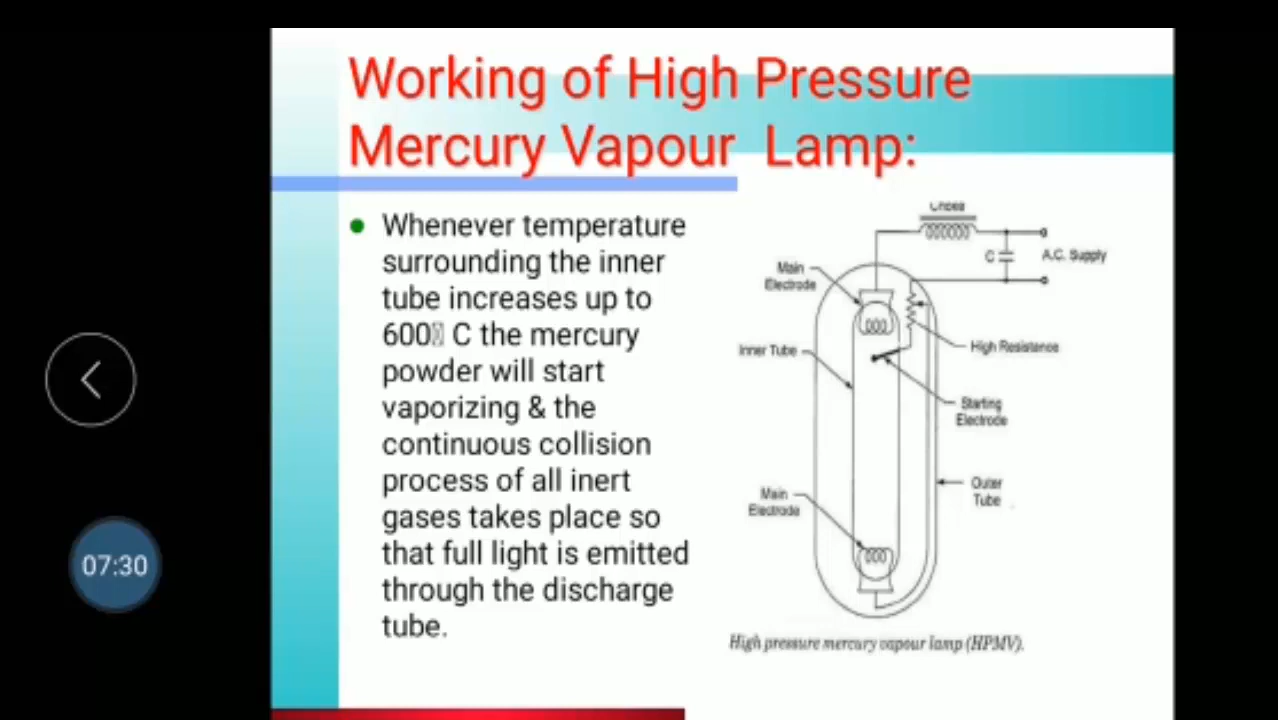 Working of High Pressure
Mercury Vapour Lamp:
Whenever temperature
surrounding the inner
tube increases up to
600▯ C the mercury
powder will start
vaporizing & the
continuous collision
process of all inert
gases takes place so
that full light is emitted
through the discharge
tube.
C
A.C. Supply
Main
Electrode
High Resistance
Inner Tube
Starting
Electrode
Main
Electrode
Outer
Tube
High pressure mercury vapour lamp (HPMV).
07:30